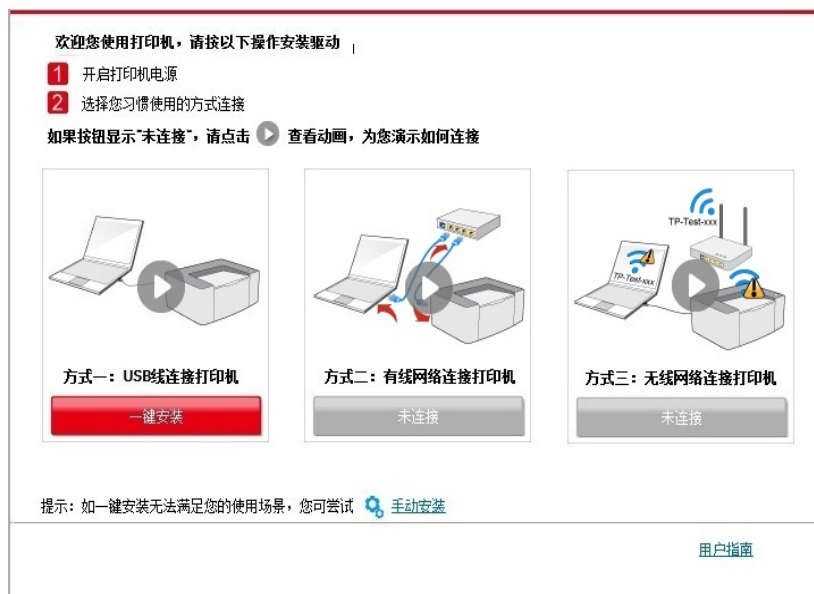 欢迎您使用打印机，请按以下操作安装驱动
1 开启打印机电源
2 选择您习惯使用的方式连接
如果按钮显示"未连接"，请点击 查看动画，为您演示如何连接
TP-Test-xxx
TP-Test-xxx
方式一：USB线连接打印机
方式二：有线网络连接打印机
方式三：无线网络连接打印机
一键安装
未连接
未连接
提示：如一键安装无法满足您的使用场景，您可尝试 手动安装
用户指南